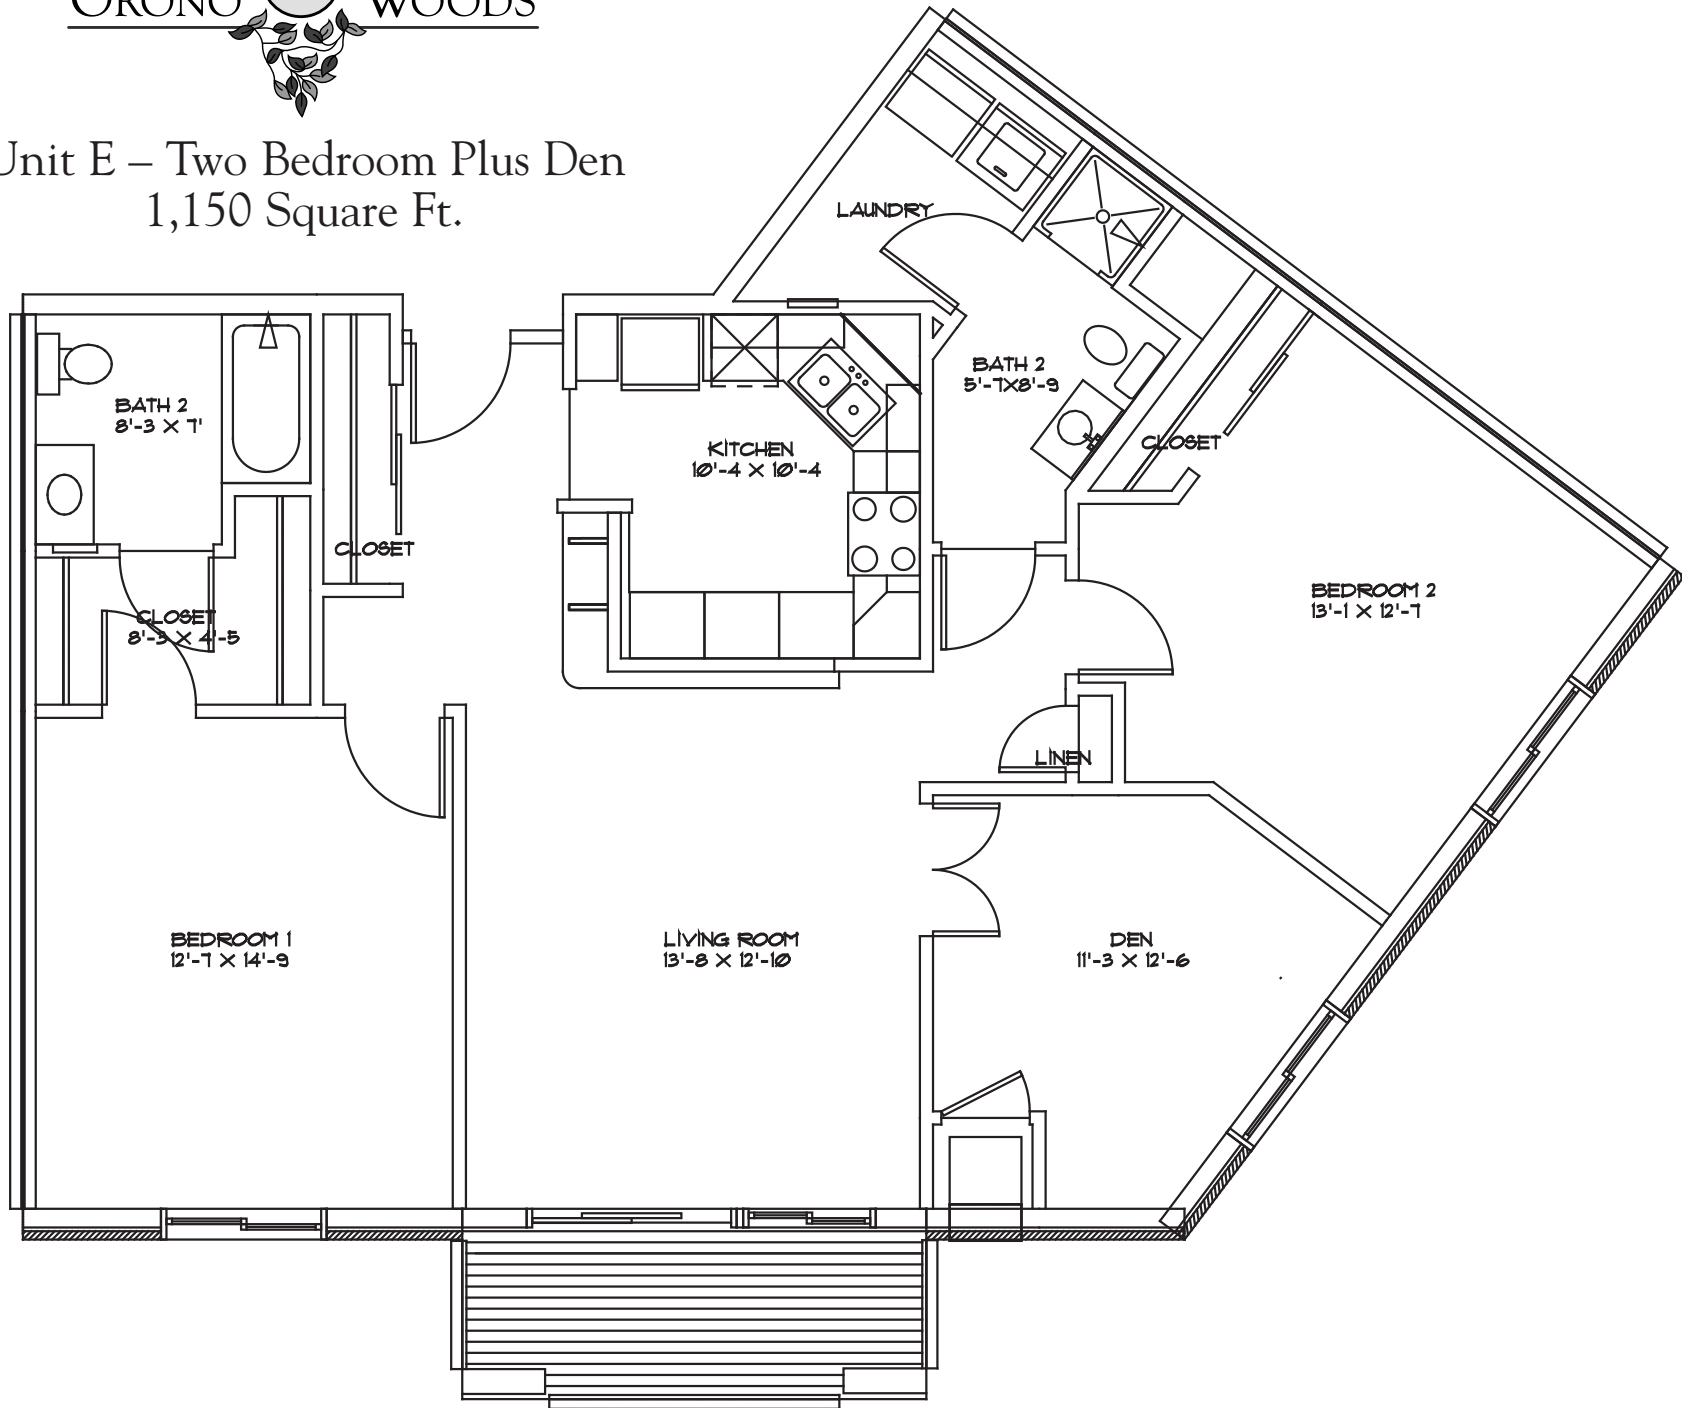 ORONO WOODS
Unit E – Two Bedroom Plus Den
1,150 Square Ft.
LAUNDRY
BATH 2
5'-7X8'-9
BATH 2
8'-3 X 7'
KITCHEN
10'-4 X 10'-4
CLOSET
CLOSET
CLOSET
8'-3 X 4'-5
BEDROOM 2
13'-1 X 12'-7
LINEN
BEDROOM 1
12'-7 X 14'-9
LIVING ROOM
13'-8 X 12'-10
DEN
11'-3 X 12'-6